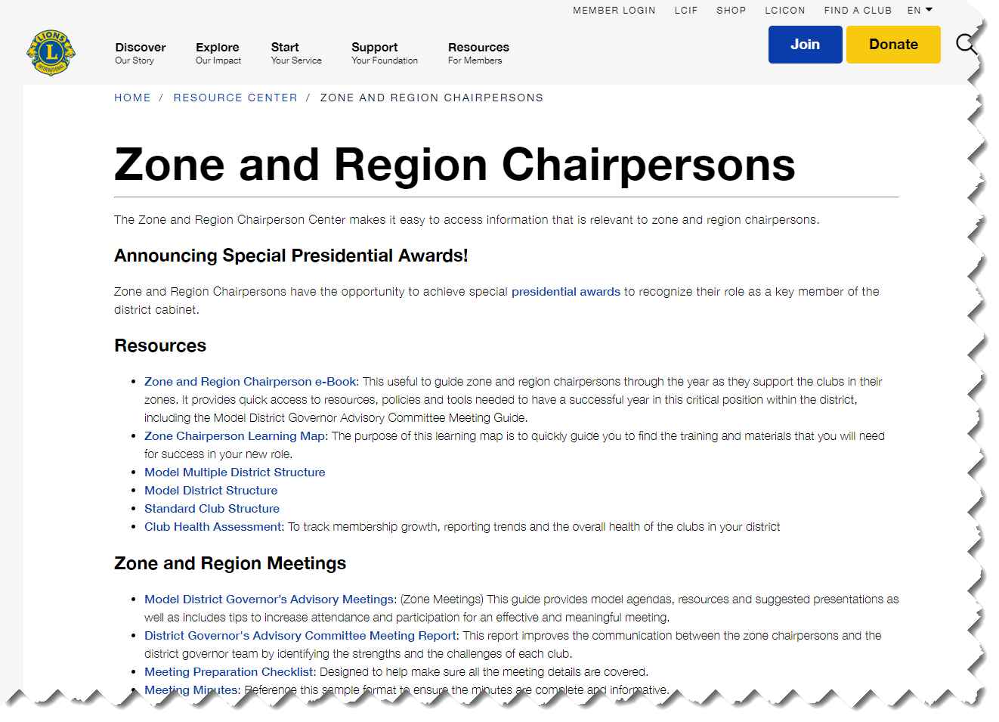 MEMBER LOGIN LCIF SHOP LCICON FIND A CLUB EN
LIONS
L
INTERNATIONAL
Discover Explore Start Support Resources
Our Story Our Impact Your Service Your Foundation For Members
Join Donate
HOME / RESOURCE CENTER / ZONE AND REGION CHAIRPERSONS
Zone and Region Chairpersons
The Zone and Region Chairperson Center makes it easy to access information that is relevant to zone and region chairpersons.
Announcing Special Presidential Awards!
Zone and Region Chairpersons have the opportunity to achieve special presidential awards to recognize their role as a key member of the
district cabinet.
Resources
• Zone and Region Chairperson e-Book: This useful to guide zone and region chairpersons through the year as they support the clubs in their
zones. It provides quick access to resources, policies and tools needed to have a successful year in this critical position within the district,
including the Model District Governor Advisory Committee Meeting Guide.
• Zone Chairperson Learning Map: The purpose of this learning map is to quickly guide you to find the training and materials that you will need
for success in your new role.
• Model Multiple District Structure
• Model District Structure
• Standard Club Structure
• Club Health Assessment: To track membership growth, reporting trends and the overall health of the clubs in your district
Zone and Region Meetings
• Model District Governor’s Advisory Meetings: (Zone Meetings) This guide provides model agendas, resources and suggested presentations as
well as includes tips to increase attendance and participation for an effective and meaningful meeting.
• District Governor's Advisory Committee Meeting Report: This report improves the communication between the zone chairpersons and the
district governor team by identifying the strengths and the challenges of each club.
• Meeting Preparation Checklist: Designed to help make sure all the meeting details are covered.
• Meeting Minutes: Reference this sample format to ensure the minutes are complete and informative.